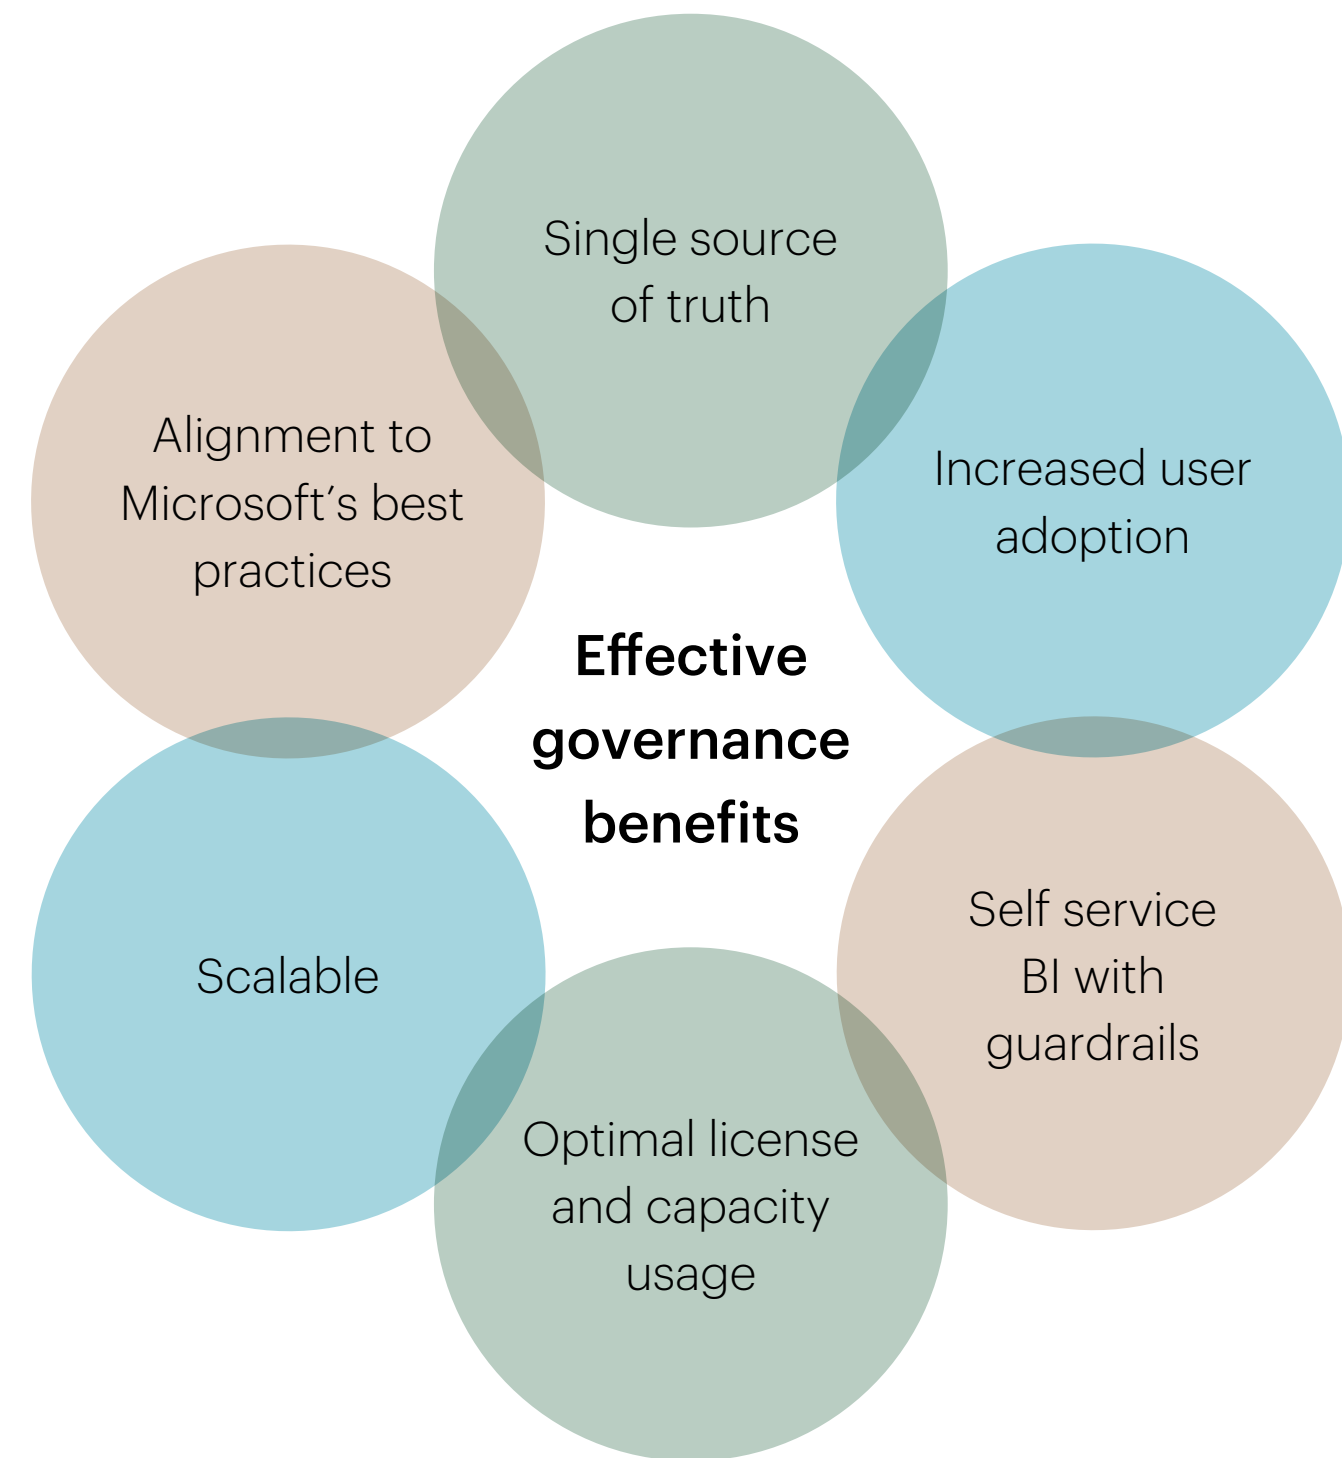 Single source
of truth
Increased user
adoption
Self service
BI with
guardrails
Optimal license
and capacity
usage
Scalable
Alignment to
Microsoft’s best
practices
Effective
governance
benefits